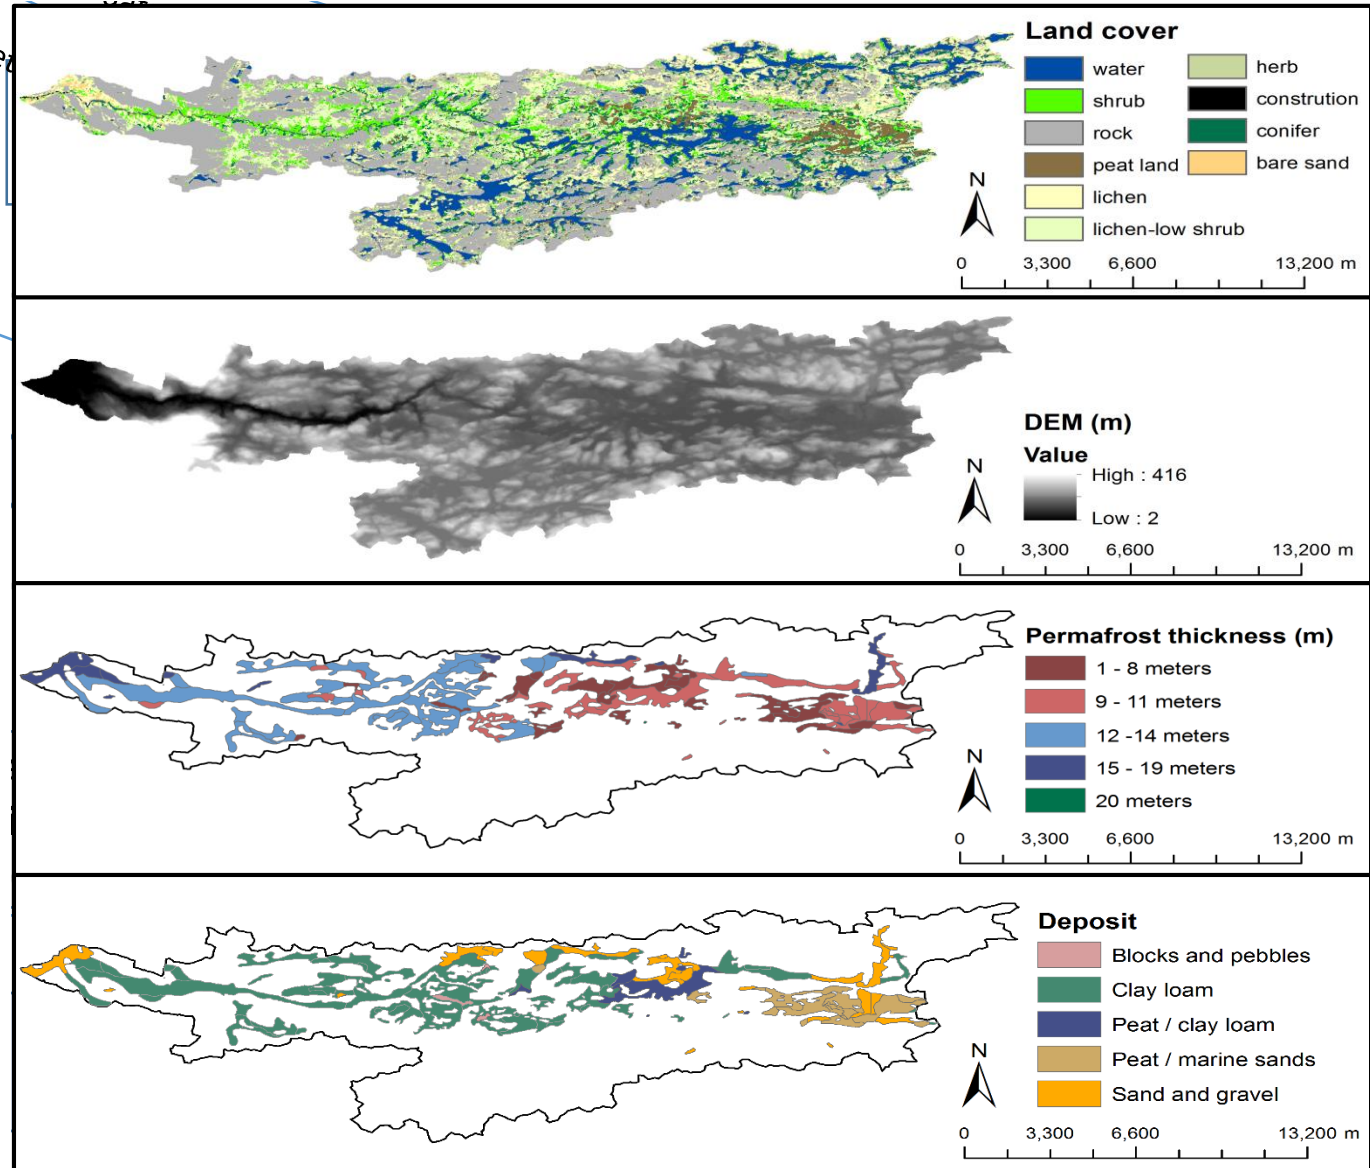 Land cover
water
herb
shrub
constrution
rock
conifer
peat land
bare sand
lichen
lichen-low shrub
N
0 3,300 6,600 13,200 m
DEM (m)
Value
High : 416
Low : 2
N
0 3,300 6,600 13,200 m
Permafrost thickness (m)
1 - 8 meters
9 - 11 meters
12 -14 meters
15 - 19 meters
20 meters
N
0 3,300 6,600 13,200 m
Deposit
Blocks and pebbles
Clay loam
Peat / clay loam
Peat / marine sands
Sand and gravel
N
0 3,300 6,600 13,200 m